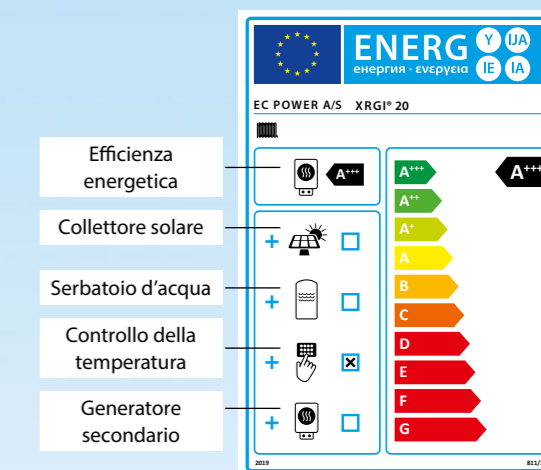 ENERG Y IJA IE IA
енергия · ενεργεια
EC POWER A/S XRGI® 20
Efficienza
energetica
A+++
Collettore solare
Serbatoio d'acqua
Controllo della
temperatura
Generatore
secondario
A+++
A+++
A++
A+
A
B
C
D
E
F
G
2019